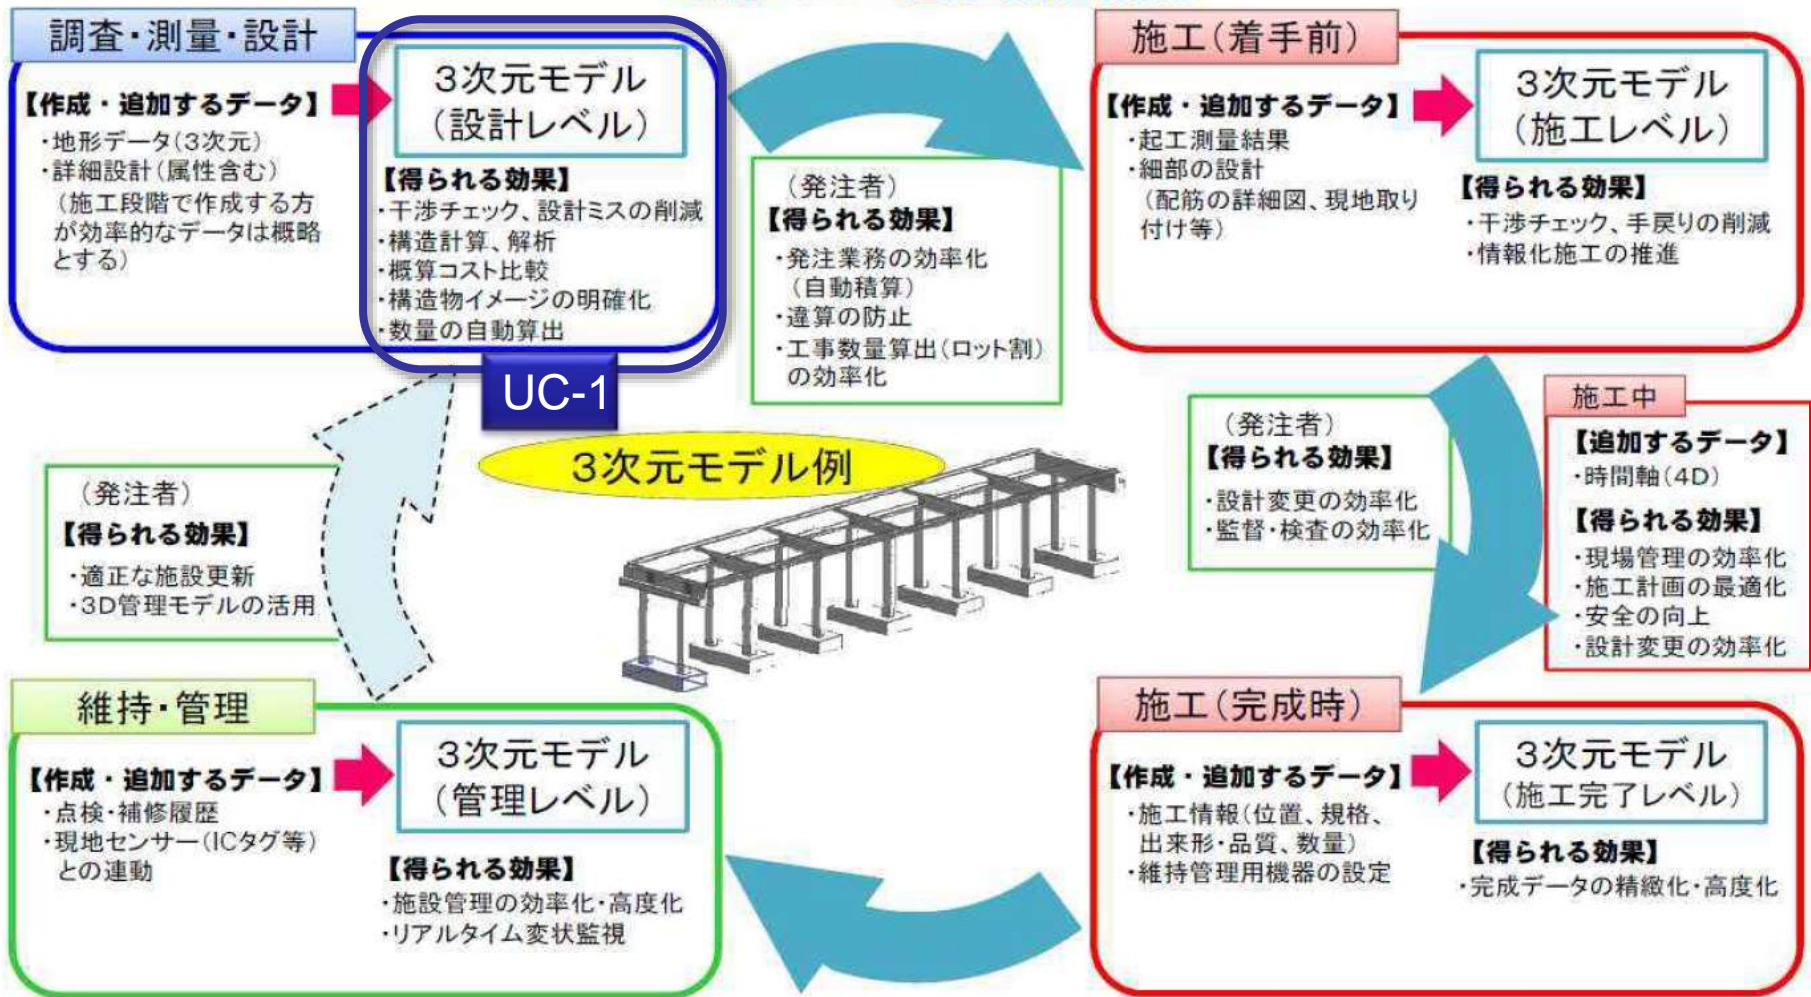 調査・測量・設計
【作成・追加するデータ】
・地形データ(3次元)
・詳細設計(属性含む)
(施工段階で作成する方
が効率的なデータは概略
とする)
3次元モデル
(設計レベル)
【得られる効果】
・干渉チェック、設計ミスの削減
・構造計算、解析
・概算コスト比較
・構造物イメージの明確化
・数量の自動算出
UC-1
(発注者)
【得られる効果】
・発注業務の効率化
(自動積算)
・違算の防止
・工事数量算出(ロット割)
の効率化
施工(着手前)
【作成・追加するデータ】
・起工測量結果
・細部の設計
(配筋の詳細図、現地取り
付け等)
3次元モデル
(施工レベル)
【得られる効果】
・干渉チェック、手戻りの削減
・情報化施工の推進
(発注者)
【得られる効果】
・設計変更の効率化
・監督・検査の効率化
施工中
【追加するデータ】
・時間軸(4D)
【得られる効果】
・現場管理の効率化
・施工計画の最適化
・安全の向上
・設計変更の効率化
3次元モデル例
(発注者)
【得られる効果】
・適正な施設更新
・3D管理モデルの活用
維持・管理
【作成・追加するデータ】
・点検・補修履歴
・現地センサー(ICタグ等)
との連動
3次元モデル
(管理レベル)
【得られる効果】
・施設管理の効率化・高度化
・リアルタイム変状監視
施工(完成時)
【作成・追加するデータ】
・施工情報(位置、規格、
出来形・品質、数量)
・維持管理用機器の設定
3次元モデル
(施工完了レベル)
【得られる効果】
・完成データの精緻化・高度化